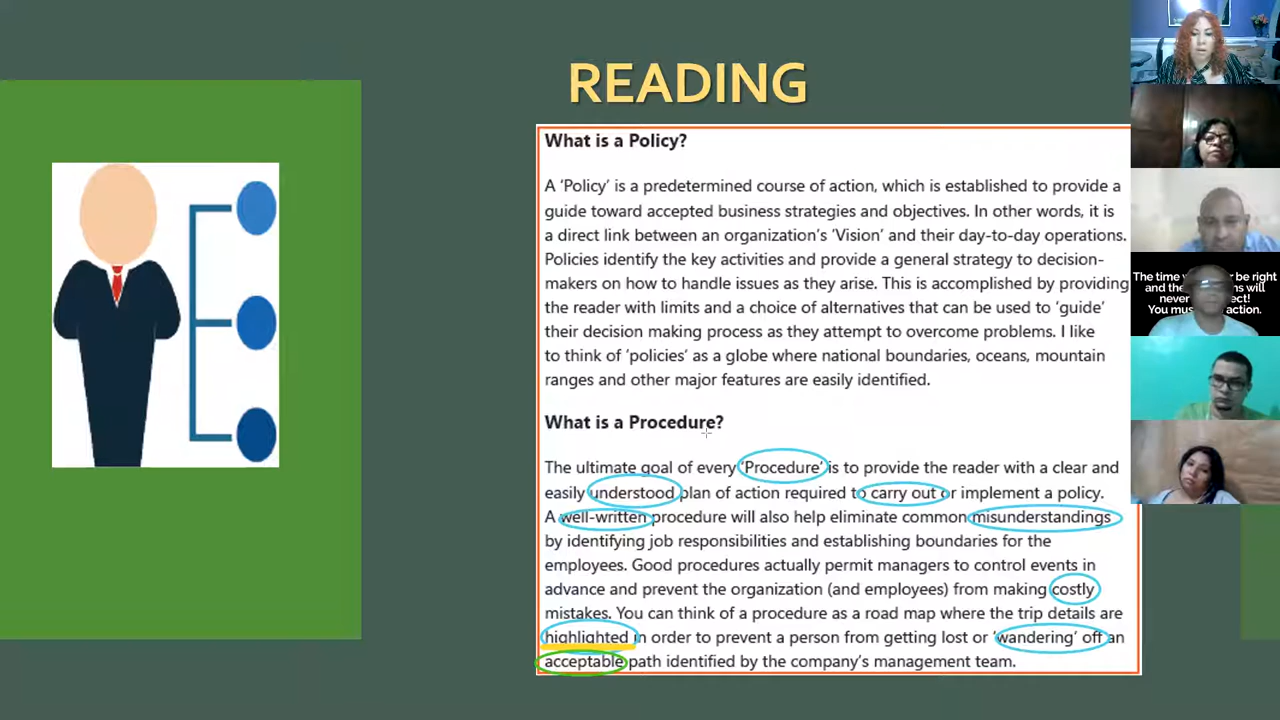 READING
What is a Policy?
A ‘Policy’ is a predetermined course of action, which is established to provide a
guide toward accepted business strategies and objectives. In other words, it is
a direct link between an organization’s ‘Vision’ and their day-to-day operations.
Policies identify the key activities and provide a general strategy to decision-
makers on how to handle issues as they arise. This is accomplished by providing
the reader with limits and a choice of alternatives that can be used to ‘guide’
their decision making process as they attempt to overcome problems. I like
to think of ‘policies’ as a globe where national boundaries, oceans, mountain
ranges and other major features are easily identified.
What is a Procedure?
The ultimate goal of every ‘Procedure’ is to provide the reader with a clear and
easily understood plan of action required to carry out or implement a policy.
A well-written procedure will also help eliminate common misunderstandings
by identifying job responsibilities and establishing boundaries for the
employees. Good procedures actually permit managers to control events in
advance and prevent the organization (and employees) from making costly
mistakes. You can think of a procedure as a road map where the trip details are
highlighted in order to prevent a person from getting lost or ‘wandering’ off an
acceptable path identified by the company’s management team.
The time be right
and the will
never
You must action.